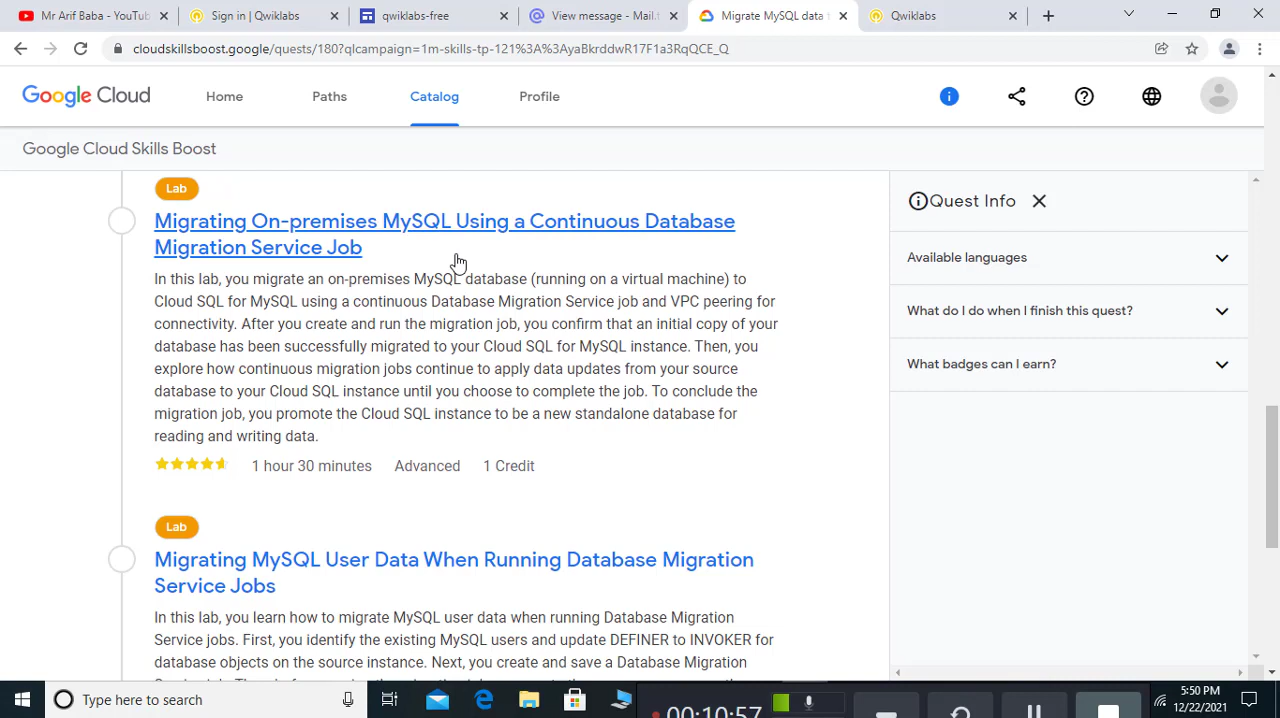 Mr Arif Baba - YouTub
Sign in | Qwiklabs
qwiklabs-free
View message - Mail.t
Migrate MySQL data t
Qwiklabs
cloudskillsboost.google/quests/180?qlcampaign=1m-skills-tp-121%3A%3AyaBkrddwR17F1a3RqQCE_Q
Google Cloud
Home
Paths
Catalog
Profile
Google Cloud Skills Boost
Lab
Migrating On-premises MySQL Using a Continuous Database
Migration Service Job
In this lab, you migrate an on-premises MySQL database (running on a virtual machine) to
Cloud SQL for MySQL using a continuous Database Migration Service job and VPC peering for
connectivity. After you create and run the migration job, you confirm that an initial copy of your
database has been successfully migrated to your Cloud SQL for MySQL instance. Then, you
explore how continuous migration jobs continue to apply data updates from your source
database to your Cloud SQL instance until you choose to complete the job. To conclude the
migration job, you promote the Cloud SQL instance to be a new standalone database for
reading and writing data.
1 hour 30 minutes Advanced 1 Credit
Lab
Migrating MySQL User Data When Running Database Migration
Service Jobs
In this lab, you learn how to migrate MySQL user data when running Database Migration
Service jobs. First, you identify the existing MySQL users and update DEFINER to INVOKER for
database objects on the source instance. Next, you create and save a Database Migration
Quest Info
Available languages
What do I do when I finish this quest?
What badges can I earn?
Type here to search
00:10:57
5:50 PM
12/22/2021